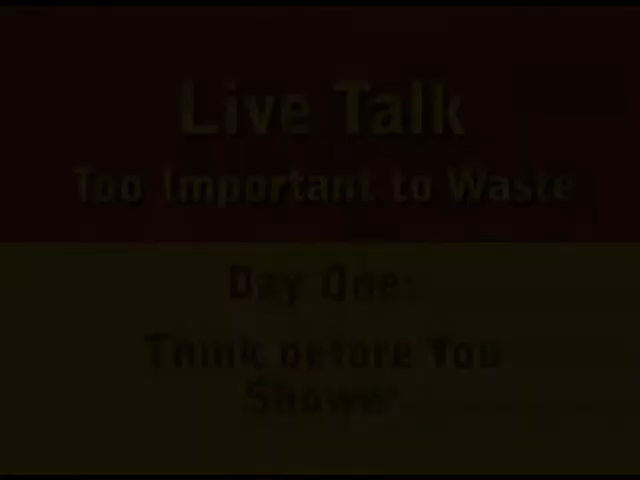 Live Talk
Too Important to Waste
Day One:
Think before You
Shower